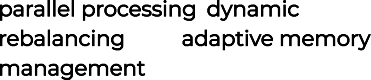 parallel processing dynamic
rebalancing adaptive memory
management